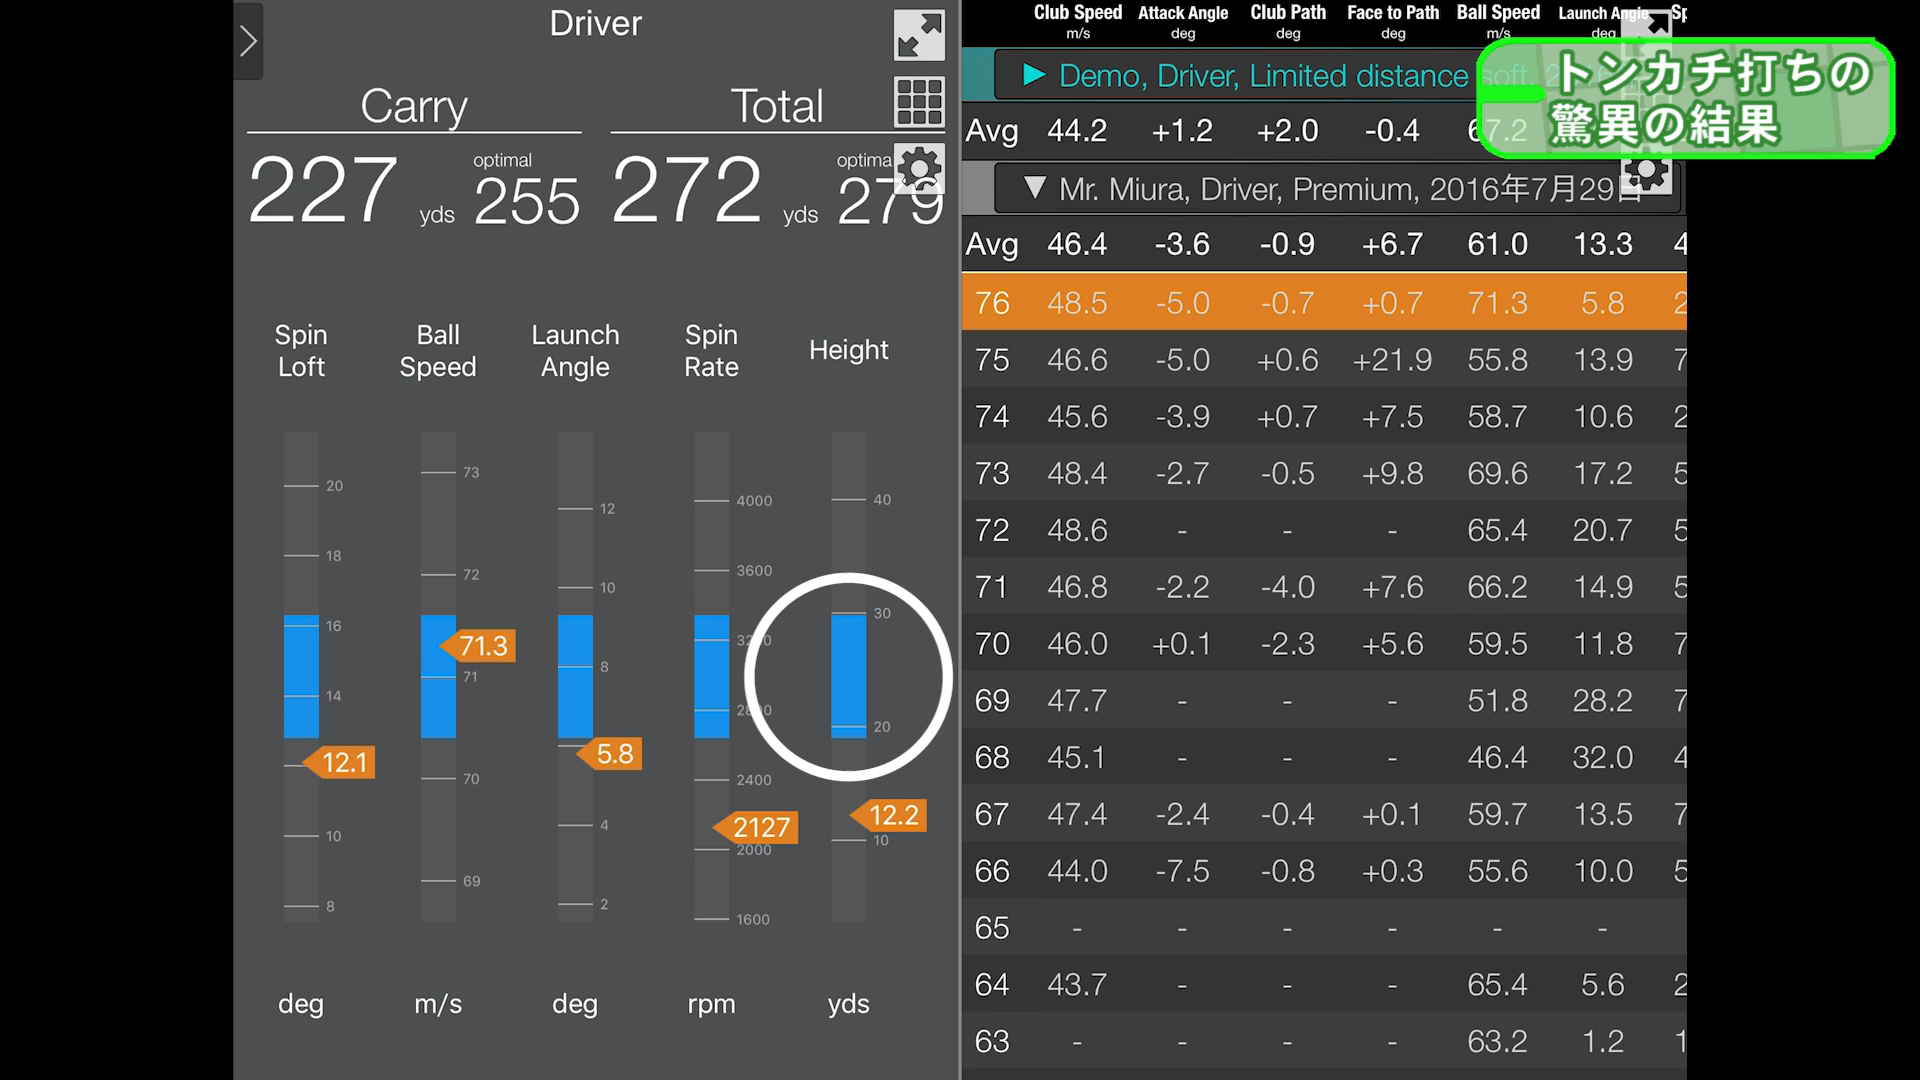 Driver
Carry
Total
227 yds
optimal
255
272 yds
279
Spin Loft
Ball Speed
Launch Angle
Spin Rate
Height
20
18
16
14
12.1
10
8
73
72
71.3
71
70
69
12
10
8
5.8
4
2
4000
3600
2400
2127
2000
1600
40
30
20
12.2
10
deg
m/s
deg
rpm
yds
Club Speed Attack Angle Club Path Face to Path Ball Speed Launch Angle
m/s deg deg deg m/s deg
Demo, Driver, Limited distance
Avg 44.2 +1.2 +2.0 -0.4 67.2
Mr. Miura, Driver, Premium, 2016年7月29日
Avg 46.4 -3.6 -0.9 +6.7 61.0 13.3
76 48.5 -5.0 -0.7 +0.7 71.3 5.8
75 46.6 -5.0 +0.6 +21.9 55.8 13.9
74 45.6 -3.9 +0.7 +7.5 58.7 10.6
73 48.4 -2.7 -0.5 +9.8 69.6 17.2
72 48.6 - - - 65.4 20.7
71 46.8 -2.2 -4.0 +7.6 66.2 14.9
70 46.0 +0.1 -2.3 +5.6 59.5 11.8
69 47.7 - - - 51.8 28.2
68 45.1 - - - 46.4 32.0
67 47.4 -2.4 -0.4 +0.1 59.7 13.5
66 44.0 -7.5 -0.8 +0.3 55.6 10.0
65 - - - - - -
64 43.7 - - - 65.4 5.6
63 - - - - 63.2 1.2
トンカチ打ちの
驚異の結果